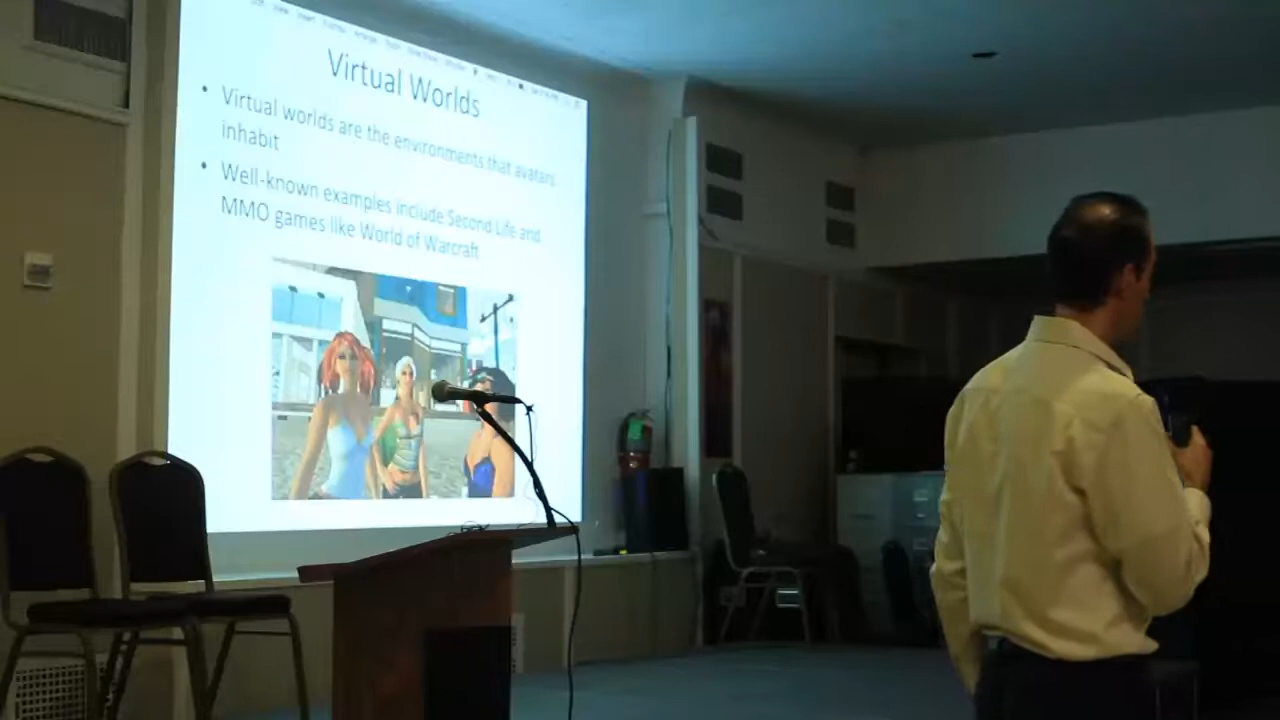 Virtual Worlds
• Virtual worlds are the environments that avatars
inhabit
• Well-known examples include Second Life and
MMO games like World of Warcraft